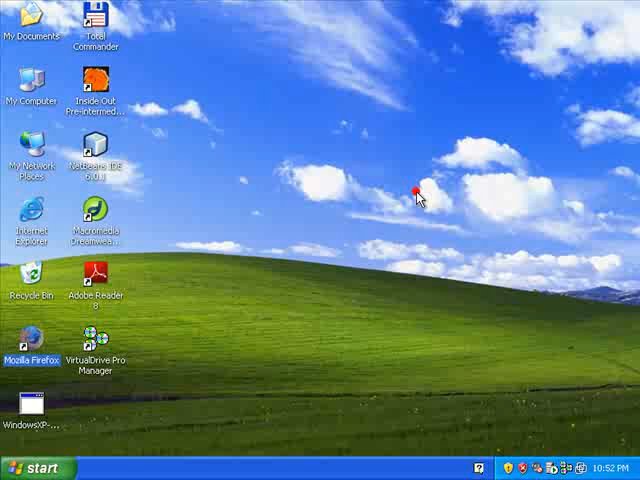 My Documents
Total
Commander
My Computer
Inside Out
Pre-intermed...
My Network
Places
NetBeans IDE
6.0.1
Internet
Explorer
Macromedia
Dreamwea...
Recycle Bin
Adobe Reader
8
Mozilla Firefox
VirtualDrive Pro
Manager
WindowsXP-...
start
?
10:52 PM